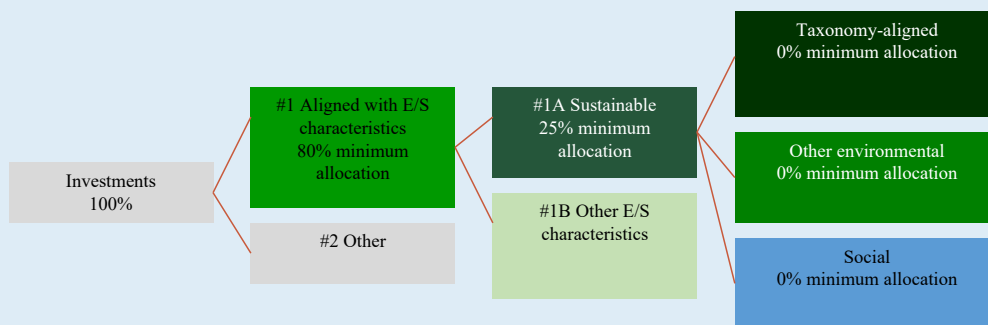 Investments
100%
#1 Aligned with E/S
characteristics
80% minimum
allocation
#2 Other
#1A Sustainable
25% minimum
allocation
#1B Other E/S
characteristics
Taxonomy-aligned
0% minimum allocation
Other environmental
0% minimum allocation
Social
0% minimum allocation